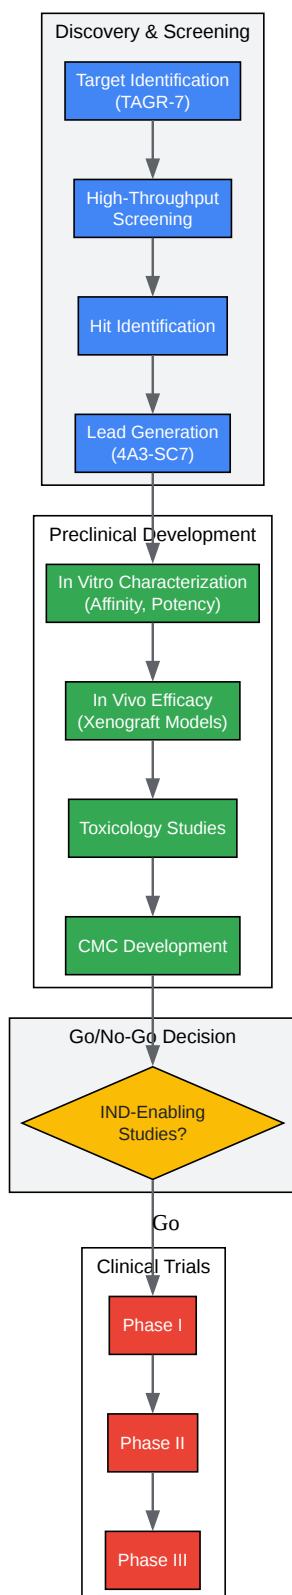 Discovery & Screening
Target Identification
(TAGR-7)
High-Throughput
Screening
Hit Identification
Lead Generation
(4A3-SC7)
Preclinical Development
In Vitro Characterization
(Affinity, Potency)
In Vivo Efficacy
(Xenograft Models)
Toxicology Studies
CMC Development
Go/No-Go Decision
IND-Enabling
Studies?
Go
Clinical Trials
Phase I
Phase II
Phase III